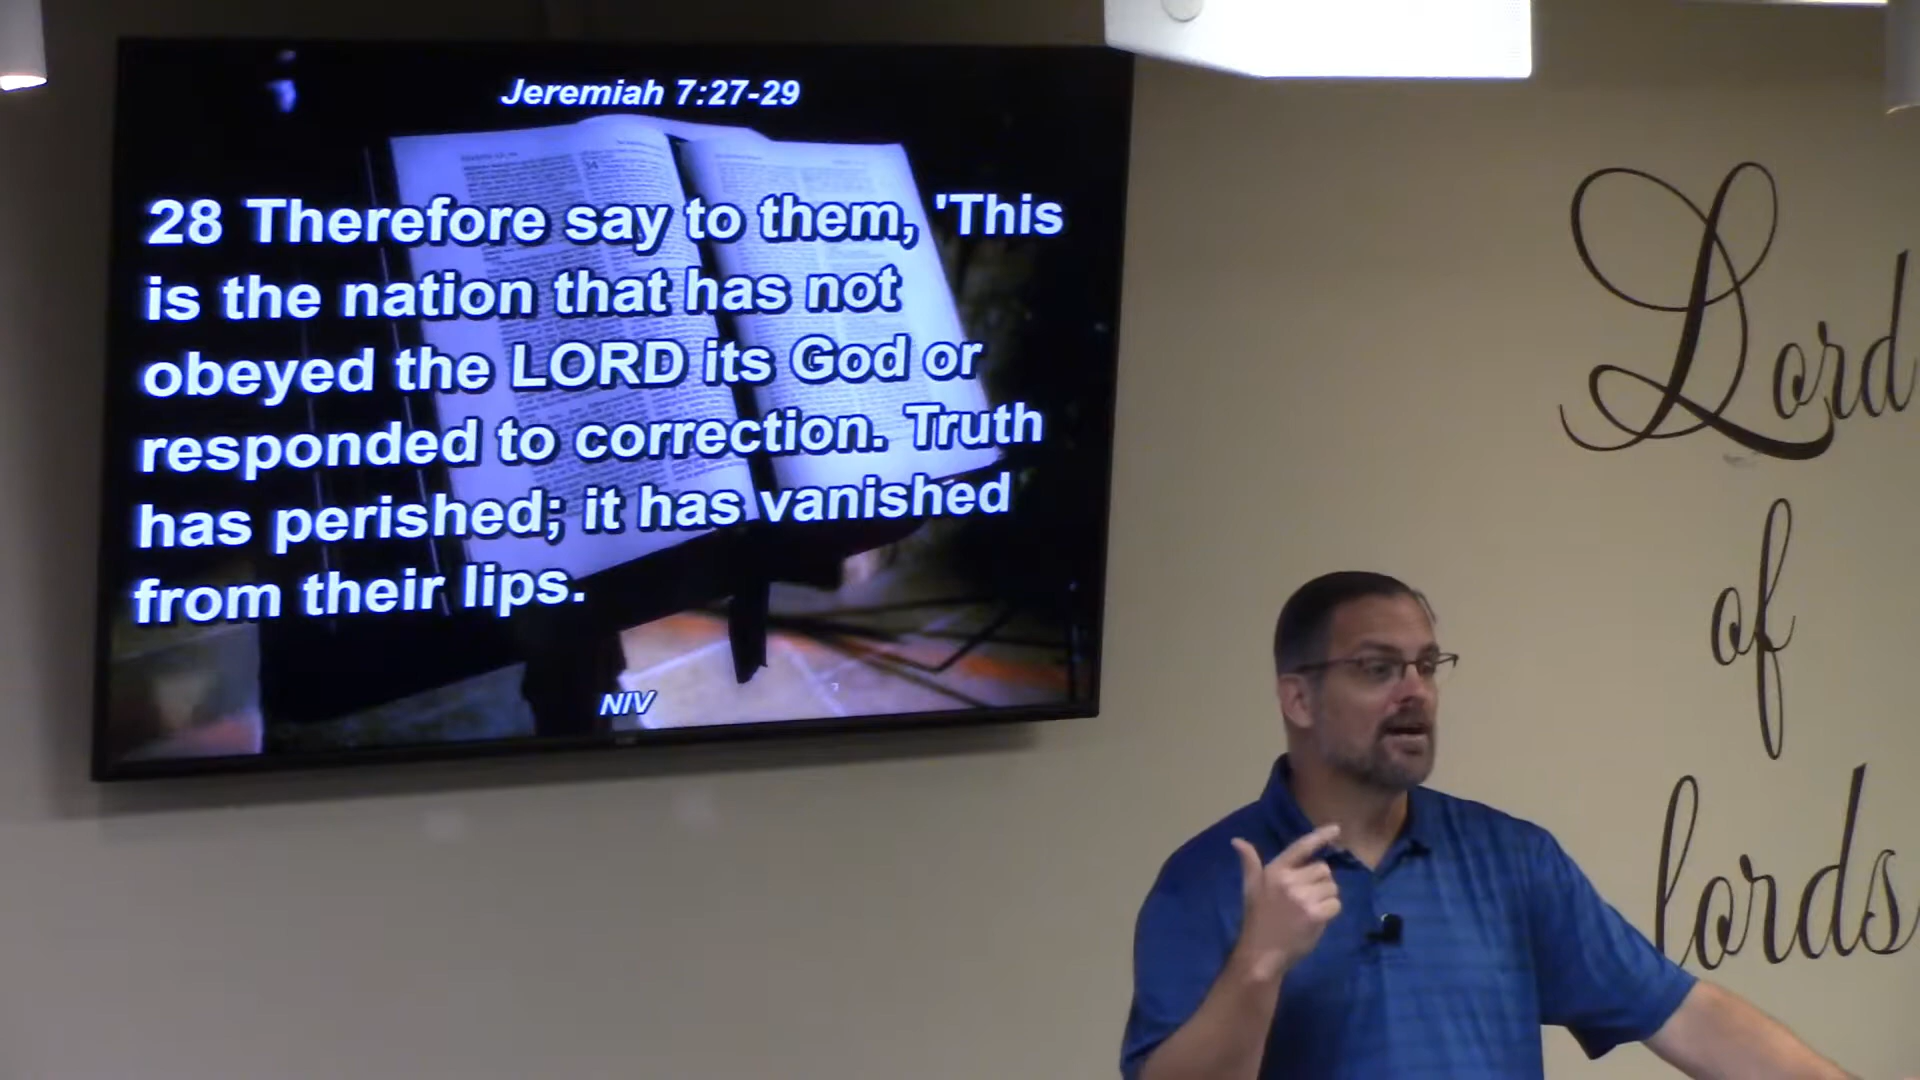 Jeremiah 7:27-29
28 Therefore say to them, 'This
is the nation that has not
obeyed the LORD its God or
responded to correction. Truth
has perished; it has vanished
from their lips.
NIV
Lord
of
lords